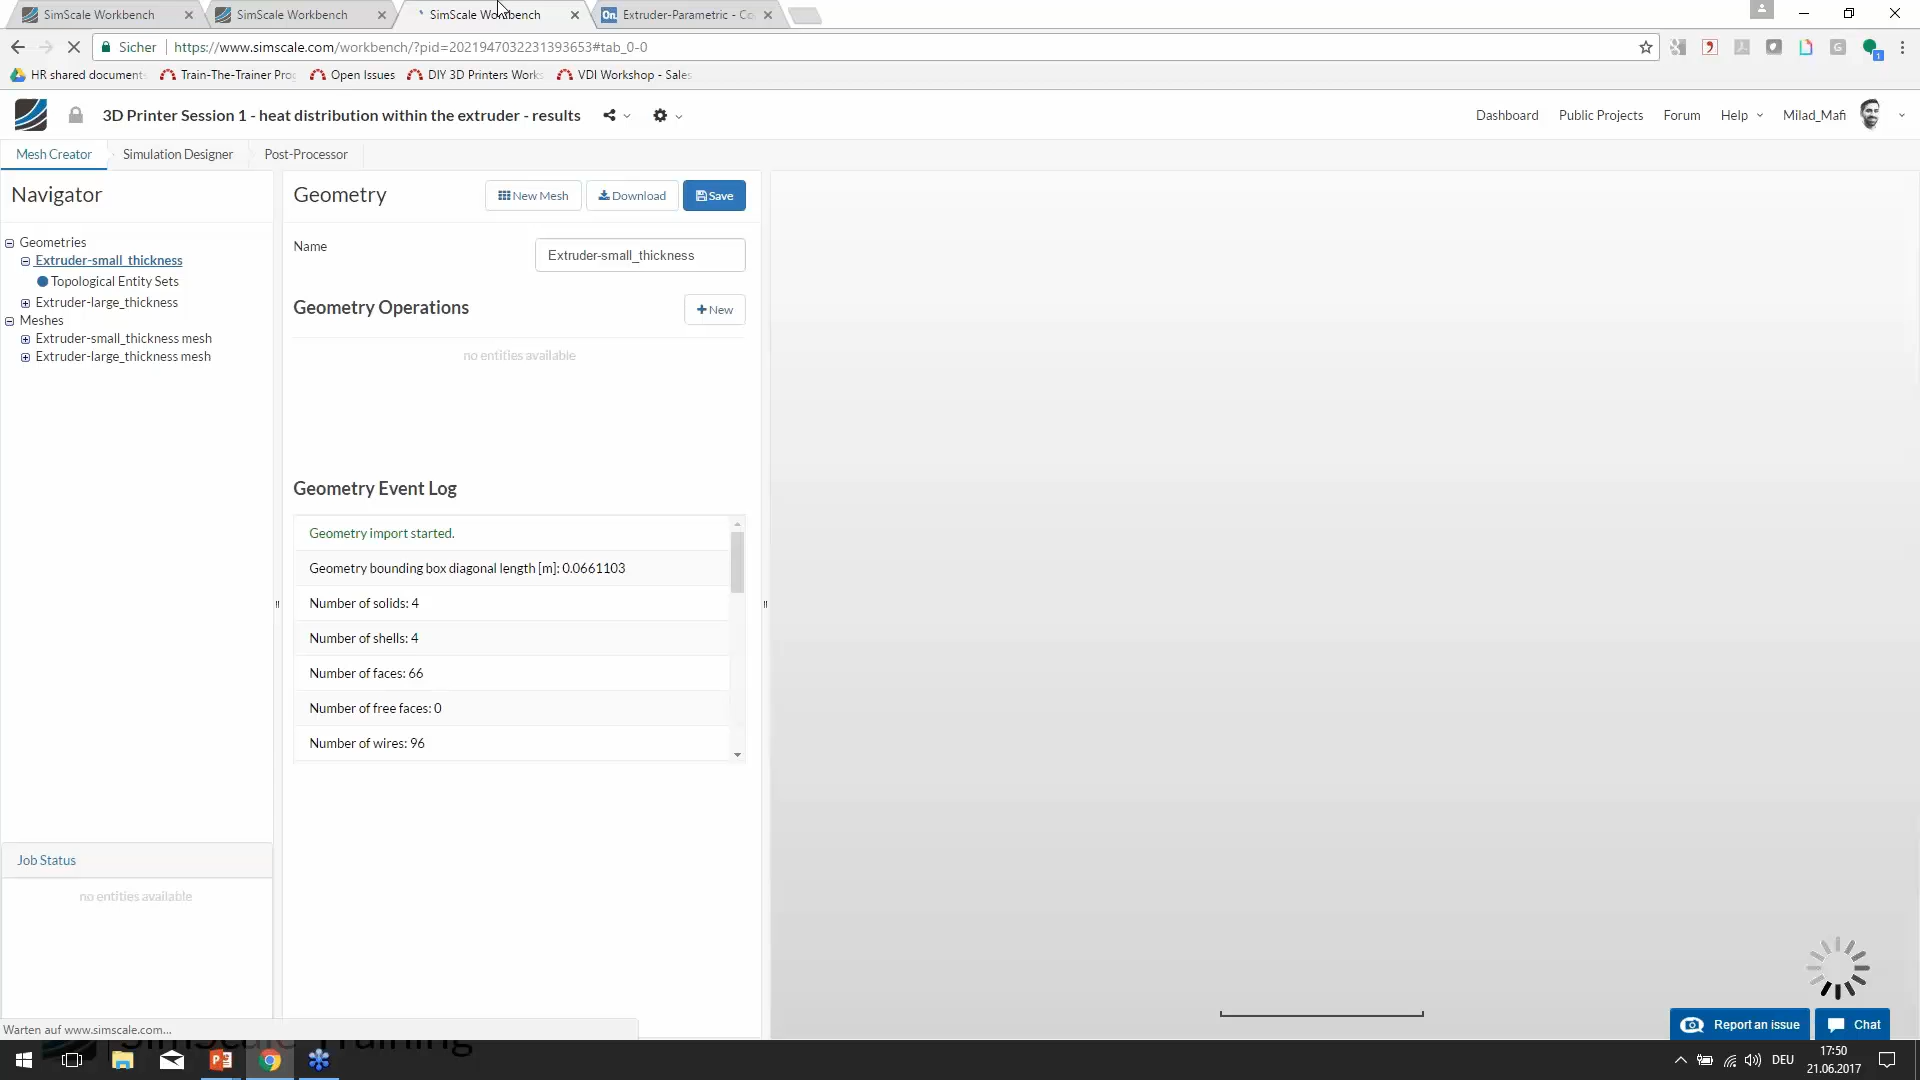 SimScale Workbench
SimScale Workbench
SimScale Workbench
On. Extruder-Parametric - Co
Sicher https://www.simscale.com/workbench/?pid=2021947032231393653#tab_0-0
HR shared document
Train-The-Trainer Pro
Open Issues
DIY 3D Printers Work
VDI Workshop - Sales
3D Printer Session 1 - heat distribution within the extruder - results
Dashboard
Public Projects
Forum
Help
Milad_Mafi
Mesh Creator
Simulation Designer
Post-Processor
Navigator
Geometries
Extruder-small_thickness
Topological Entity Sets
Extruder-large_thickness
Meshes
Extruder-small_thickness mesh
Extruder-large_thickness mesh
Geometry
New Mesh
Download
Save
Name
Extruder-small_thickness
Geometry Operations
New
no entities available
Geometry Event Log
Geometry import started.
Geometry bounding box diagonal length [m]: 0.0661103
Number of solids: 4
Number of shells: 4
Number of faces: 66
Number of free faces: 0
Number of wires: 96
Job Status
no entities available
Warten auf www.simscale.com...
Report an issue
Chat
DEU
17:50
21.06.2017